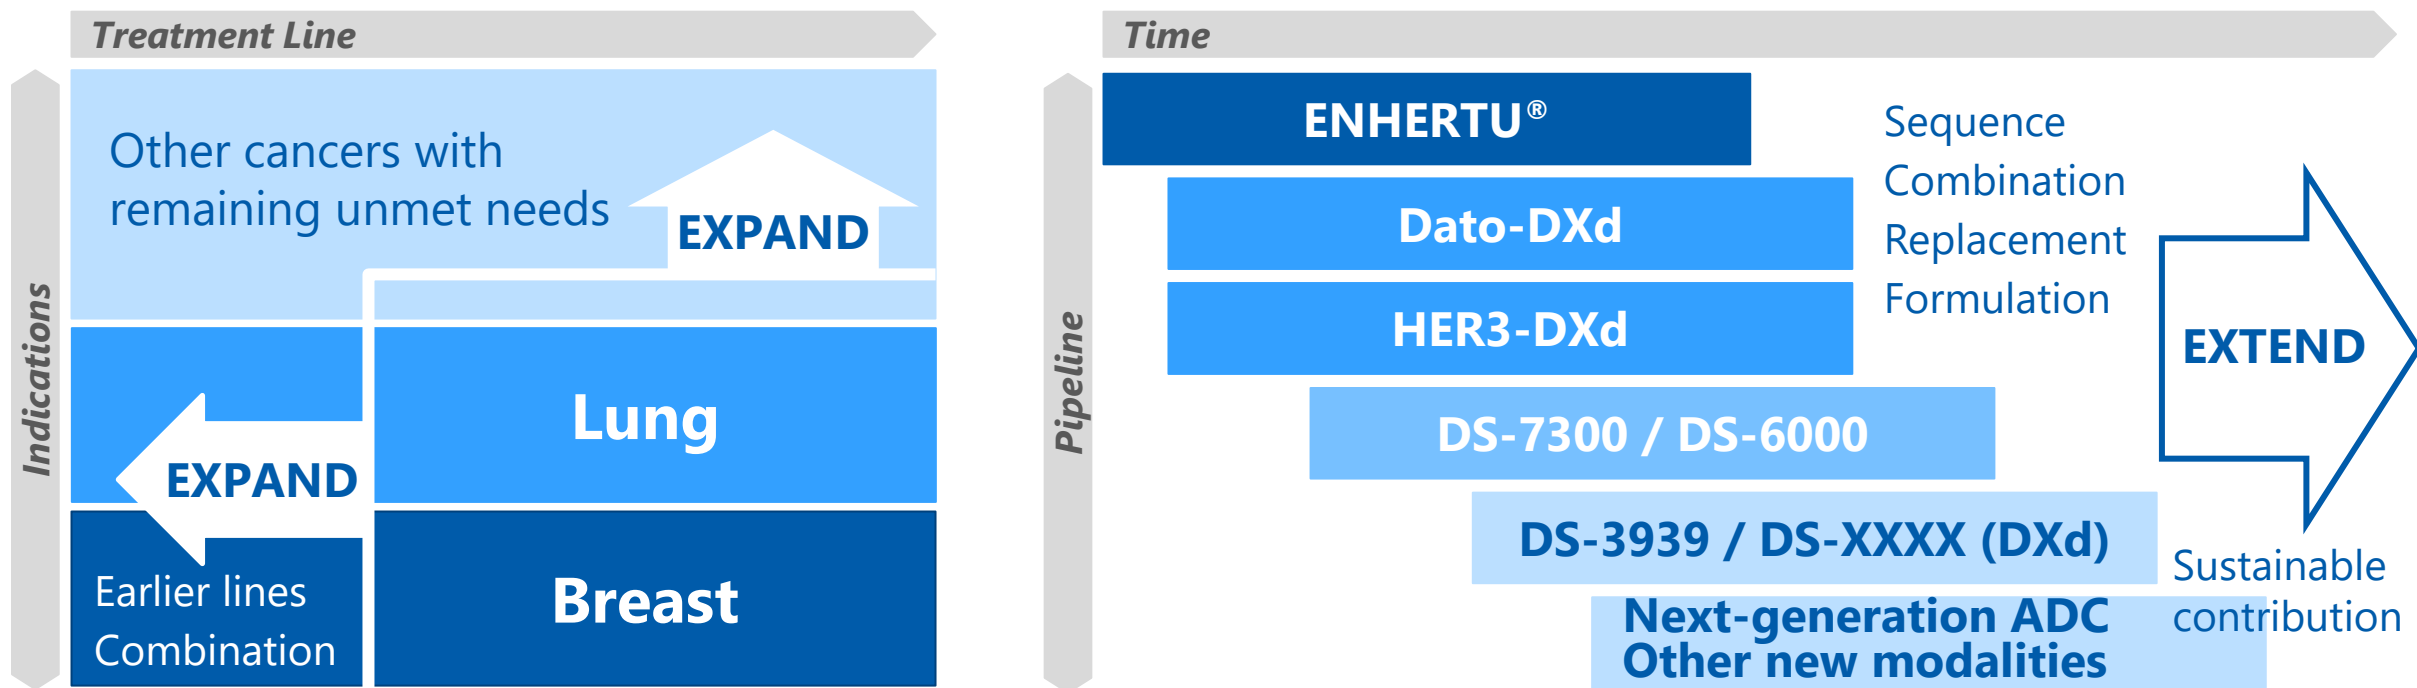 Treatment Line
Indications
Other cancers with
remaining unmet needs
EXPAND
Lung
EXPAND
Earlier lines
Combination
Breast
Time
Pipeline
ENHERTU®
Dato-DXd
HER3-DXd
DS-7300 / DS-6000
DS-3939 / DS-XXXX (DXd)
Next-generation ADC
Other new modalities
Sequence
Combination
Replacement
Formulation
EXTEND
Sustainable
contribution